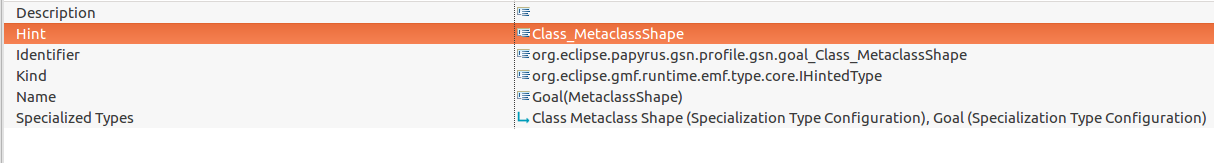 Description
Hint Class_MetaclassShape
Identifier org.eclipse.papyrus.gsn.profile.gsn.goal_Class_MetaclassShape
Kind org.eclipse.gmf.runtime.emf.type.core.IHintedType
Name Goal(MetaclassShape)
Specialized Types Class Metaclass Shape (Specialization Type Configuration), Goal (Specialization Type Configuration)